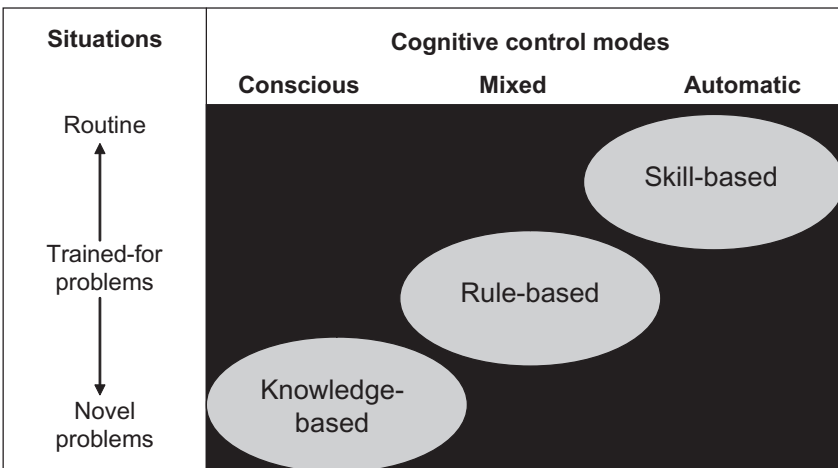 Situations
Cognitive control modes
Conscious Mixed Automatic
Routine
Skill-based
Trained-for
problems
Rule-based
Knowledge-
based
Novel
problems